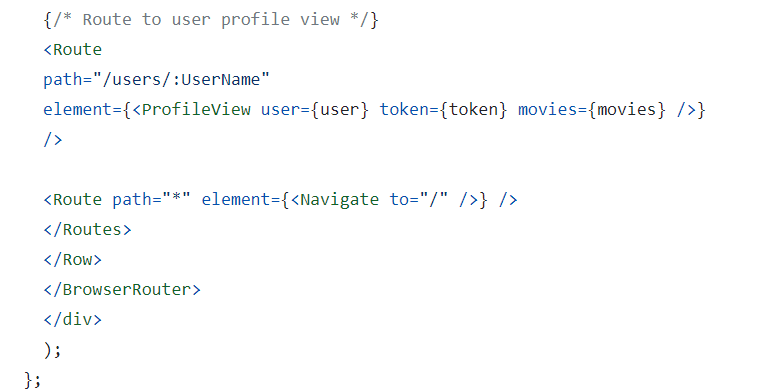 {/* Route to user profile view */}
<Route
path="/users/:UserName"
element={<ProfileView user={user} token={token} movies={movies} />}
/>
<Route path="*" element={<Navigate to="/" />} />
</Routes>
</Row>
</BrowserRouter>
</div>
);
};